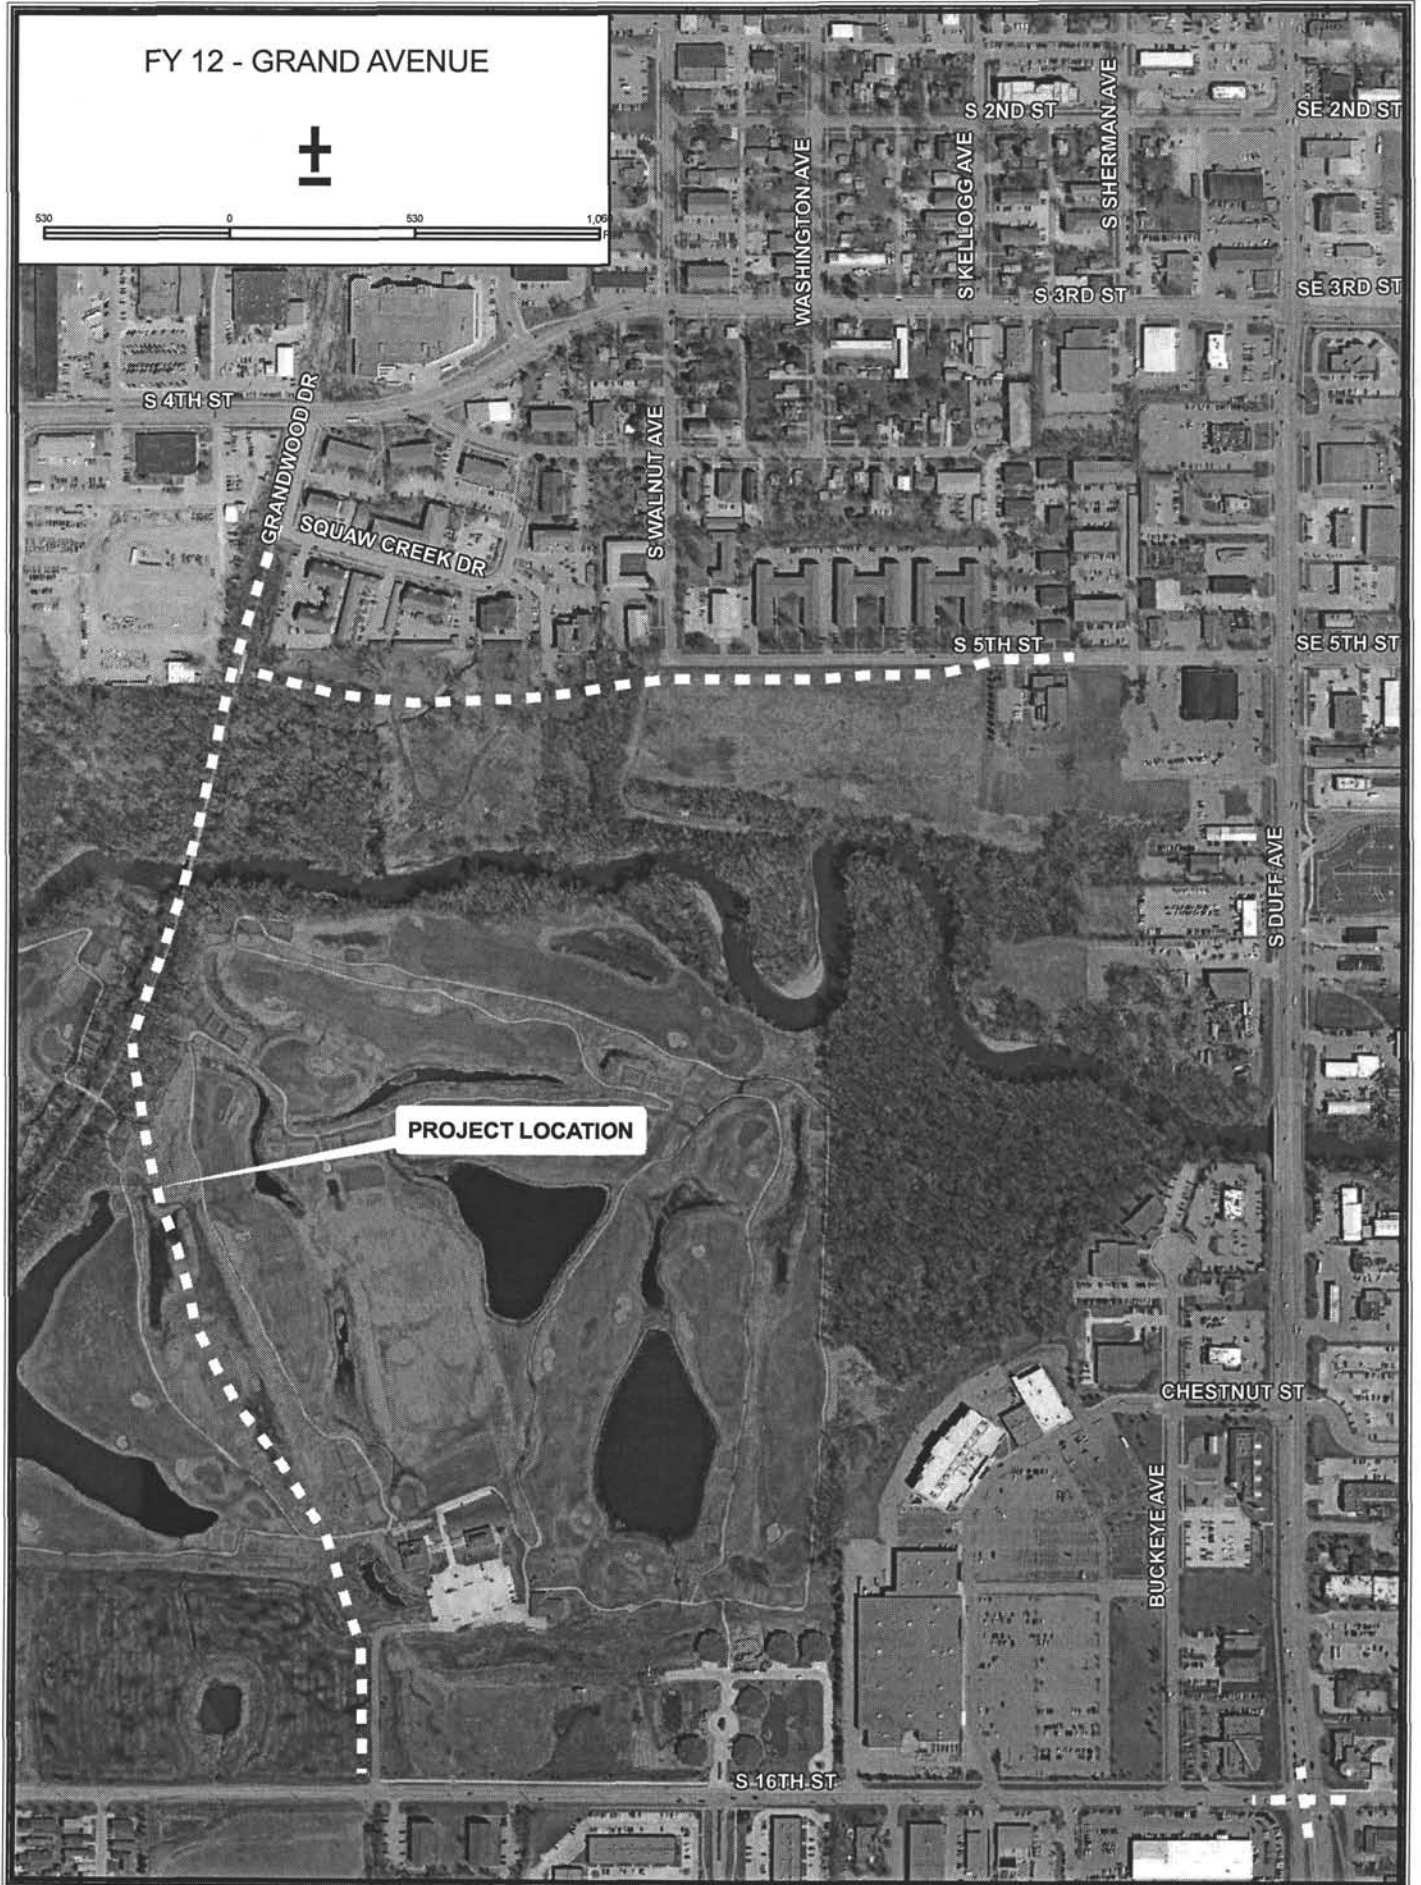 FY 12 - GRAND AVENUE
±
530 0 530
S 2ND ST
SE 2ND ST
S SHERMAN AVE
WASHINGTON AVE
S KELLOGG AVE
S 3RD ST
SE 3RD ST
S 4TH ST
GRANDWOOD DR
SQUAW CREEK DR
S WALNUT AVE
S 5TH ST
SE 5TH ST
S DUFF AVE
PROJECT LOCATION
CHESTNUT ST
BUCKEYE AVE
S 16TH ST